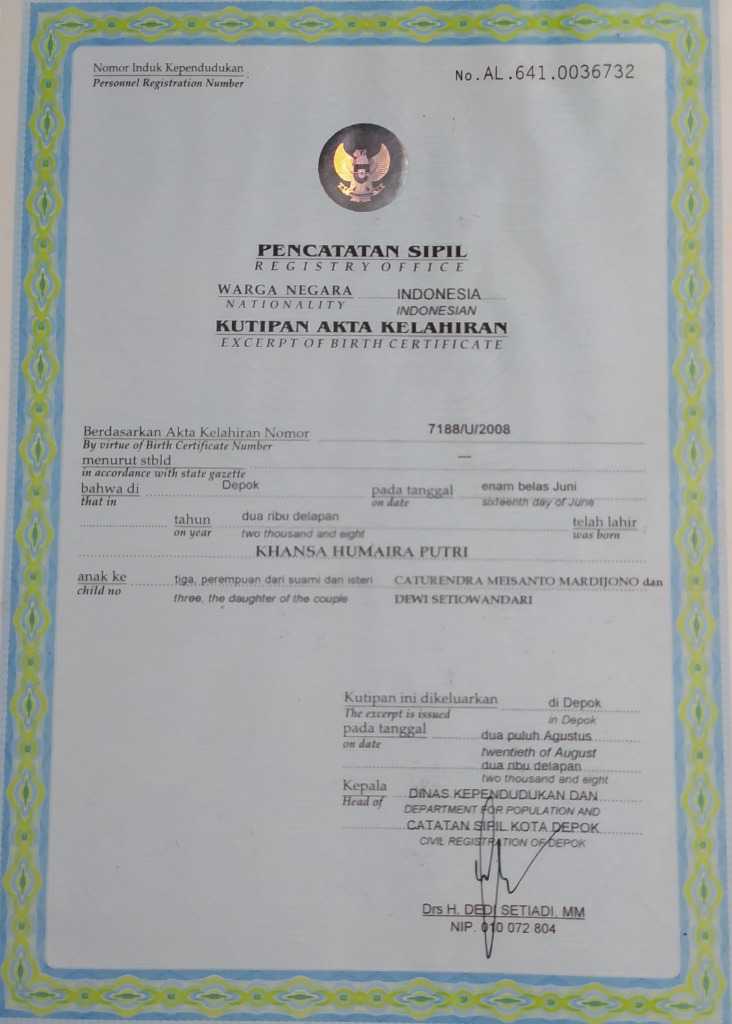 Nomor Induk Kependudukan :
Personnel Registration Number
No. AL.641.0036732
PENCATATAN SIPIL
REGISTRY OFFICE
WARGA NEGARA INDONESIA
NATIONALITY INDONESIAN
KUTIPAN AKTA KELAHIRAN
EXCERPT OF BIRTH CERTIFICATE
Berdasarkan Akta Kelahiran Nomor 7188/U/2008
By virtue of Birth Certificate Number
menurut stbld —
in accordance with state gazette
bahwa di Depok pada tanggal enam belas Juni
that in on date sixteenth day of June
tahun dua ribu delapan telah lahir
on year two thousand and eight was born
KHANSA HUMAIRA PUTRI
anak ke tiga, perempuan dari suami dan isteri CATURENDRA MEISANTO MARDIJONO dan
child no three, the daughter of the couple DEWI SETIOWANDARI
Kutipan ini dikeluarkan di Depok
The excerpt is issued in Depok
pada tanggal dua puluh Agustus
on date twentieth of August
dua ribu delapan
two thousand and eight
Kepala DINAS KEPENDUDUKAN DAN
Head of DEPARTMENT FOR POPULATION AND
CATATAN SIPIL KOTA DEPOK
CIVIL REGISTRATION OF DEPOK
Drs H. DEDI SETIADI, MM
NIP. 010 072 804